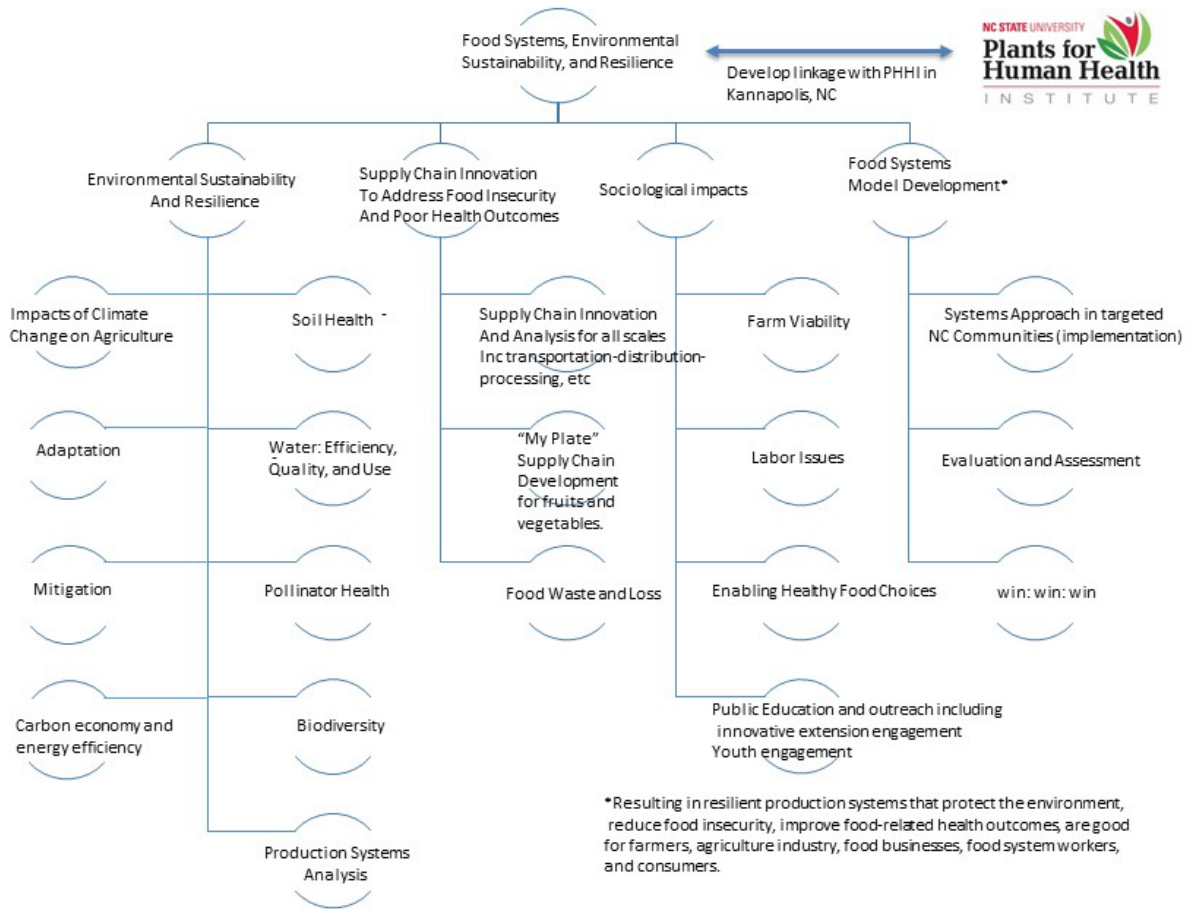 Food Systems, Environmental
Sustainability, and Resilience
Develop linkage with PHHI in
Kannapolis, NC
NC STATE UNIVERSITY
Plants for
Human Health
INSTITUTE
Environmental Sustainability
And Resilience
Supply Chain Innovation
To Address Food Insecurity
And Poor Health Outcomes
Sociological impacts
Food Systems
Model Development*
Impacts of Climate
Change on Agriculture
Soil Health -
Supply Chain Innovation
And Analysis for all scales
Inc transportation-distribution-
processing, etc
Farm Viability
Systems Approach in targeted
NC Communities (implementation)
Adaptation
Water: Efficiency,
Quality, and Use
“My Plate”
Supply Chain
Development
for fruits and
vegetables.
Labor Issues
Evaluation and Assessment
Mitigation
Pollinator Health
Food Waste and Loss
Enabling Healthy Food Choices
win: win: win
Carbon economy and
energy efficiency
Biodiversity
Public Education and outreach including
innovative extension engagement
Youth engagement
Production Systems
Analysis
*Resulting in resilient production systems that protect the environment,
reduce food insecurity, improve food-related health outcomes, are good
for farmers, agriculture industry, food businesses, food system workers,
and consumers.